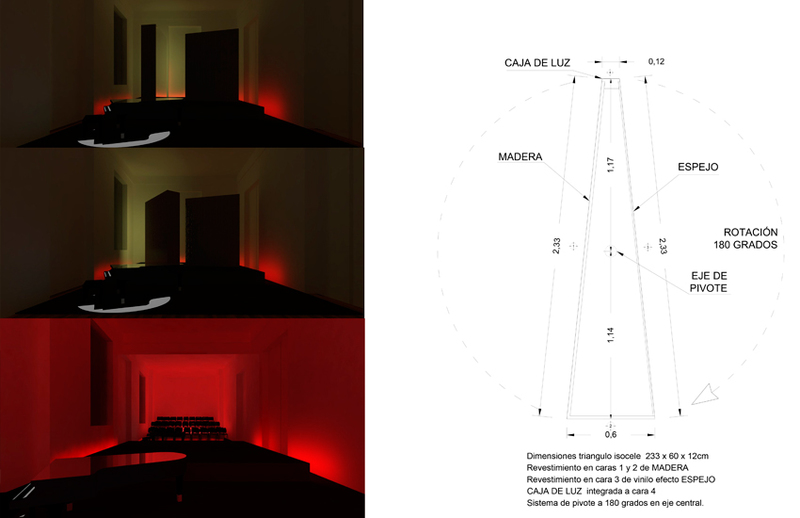 CAJA DE LUZ
0,12
MADERA
1,17
ESPEJO
ROTACIÓN
180 GRADOS
2,33
2,33
EJE DE
PIVOTE
1,14
0,6
Dimensiones triangulo isocele 233 x 60 x 12cm
Revestimiento en caras 1 y 2 de MADERA
Revestimiento en cara 3 de vinilo efecto ESPEJO
CAJA DE LUZ integrada a cara 4
Sistema de pivote a 180 grados en eje central.